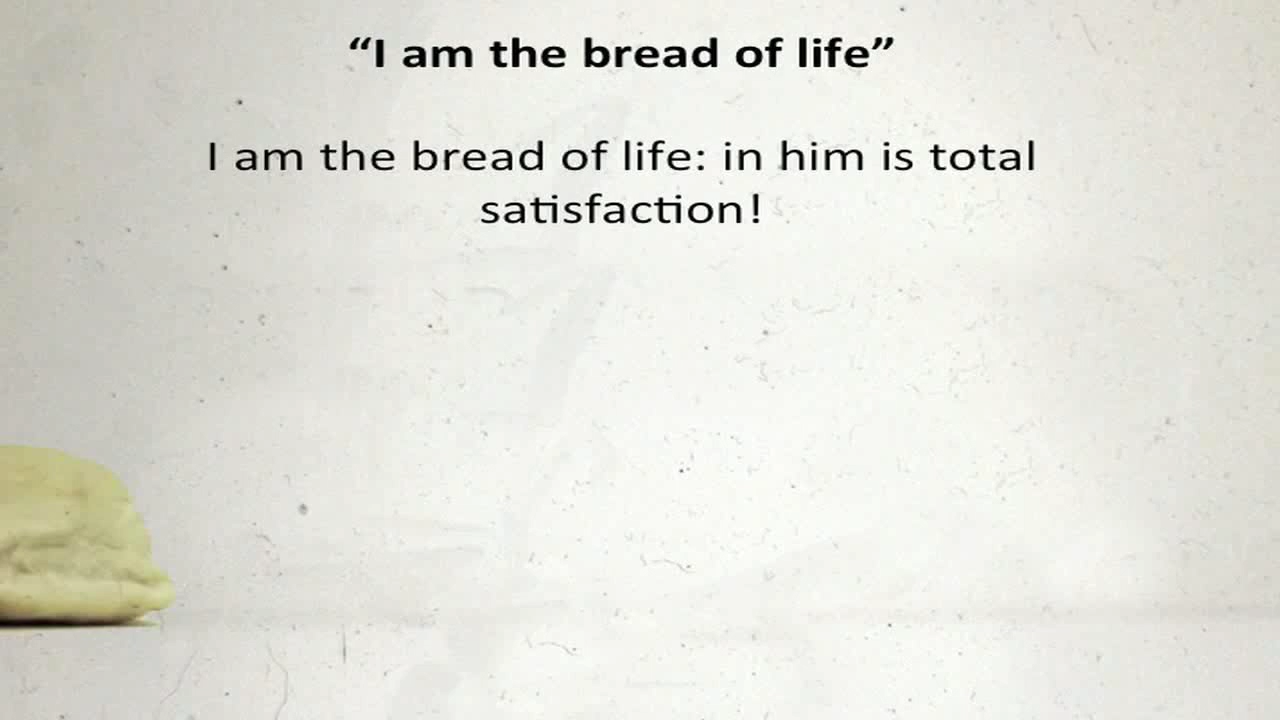 “I am the bread of life”
I am the bread of life: in him is total
satisfaction!